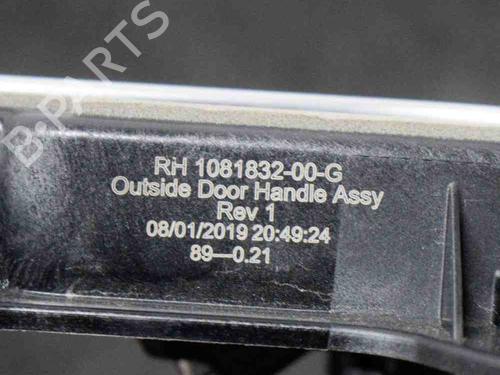 B-PARTS
RH 1081832-00-G
Outside Door Handle Assy
Rev 1
08/01/2019 20:49:24
89—0.21